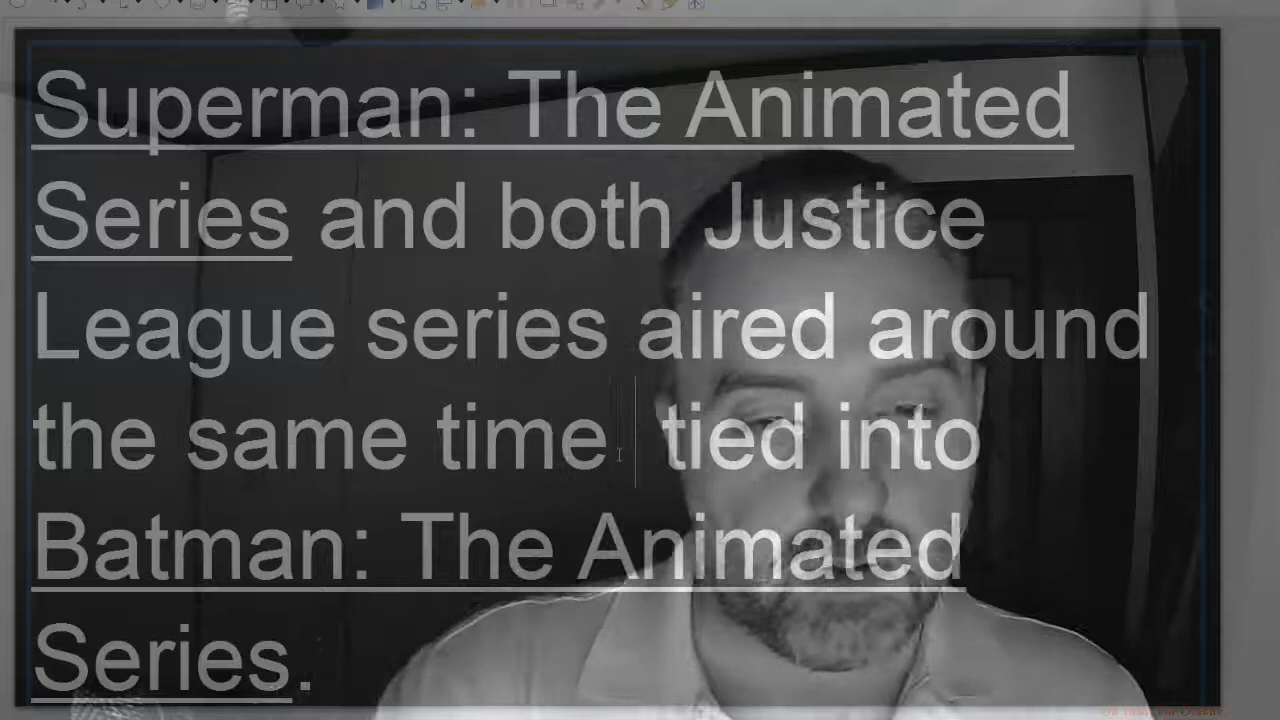 Superman: The Animated
Series and both Justice
League series aired around
the same time  tied into
Batman: The Animated
Series.